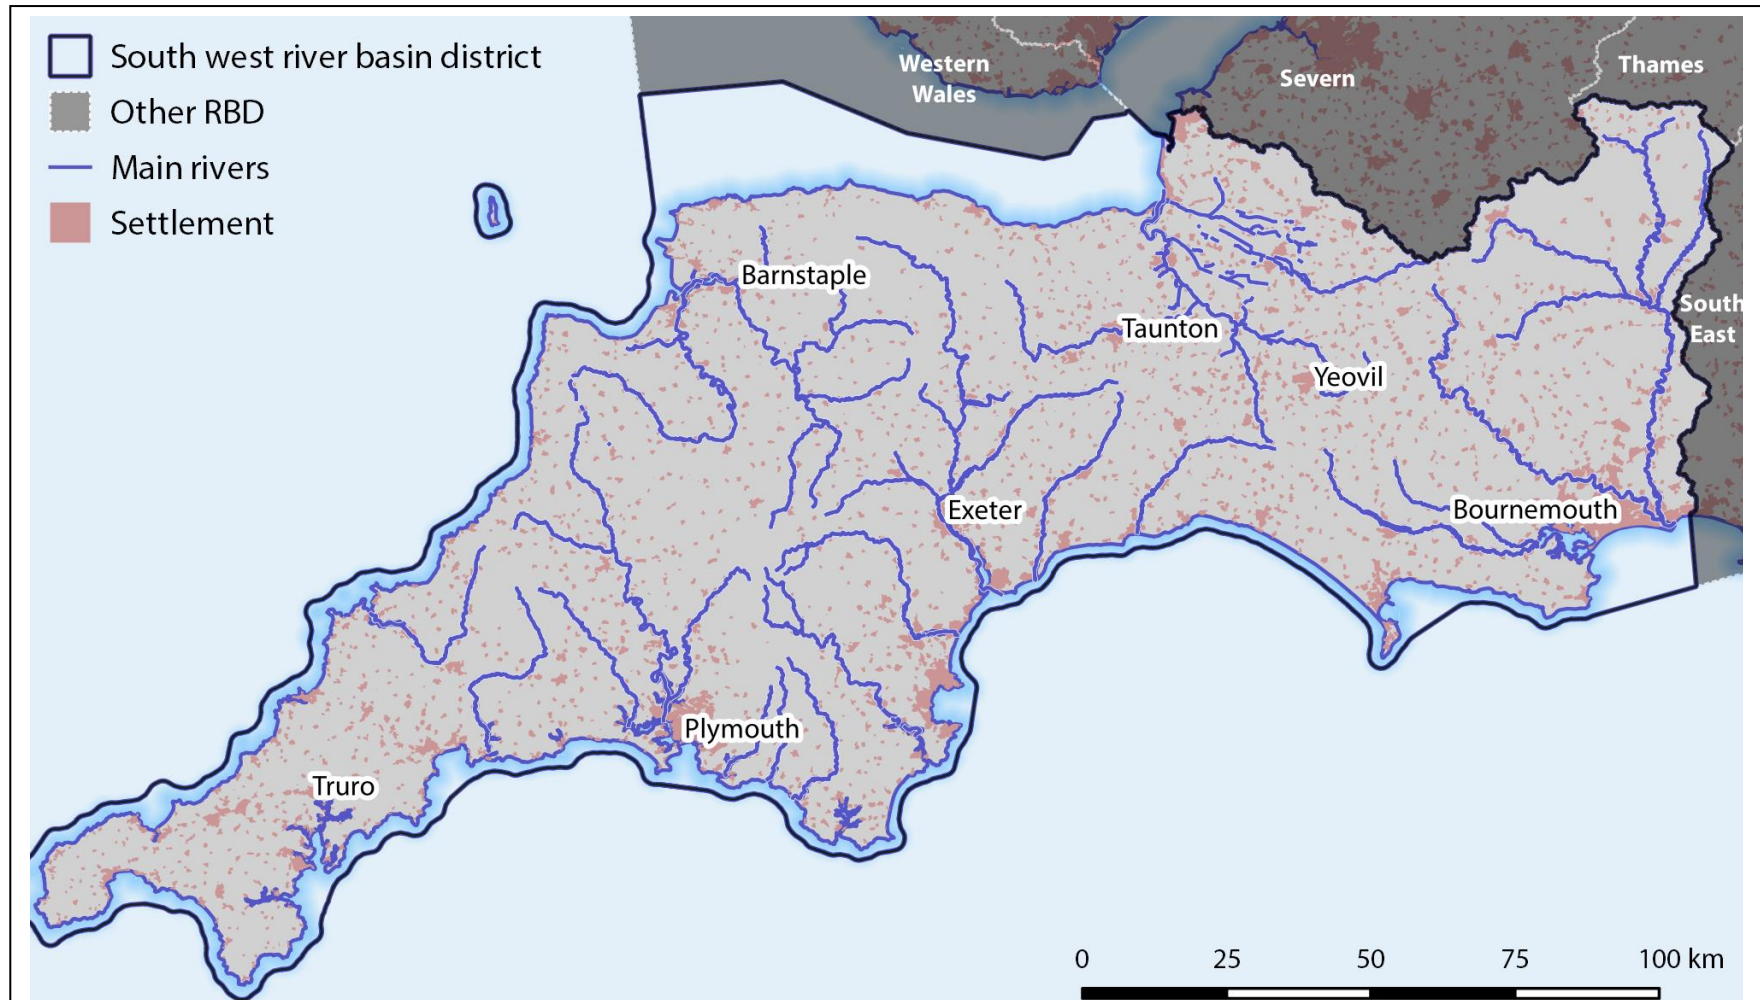 South west river basin district
Other RBD
Main rivers
Settlement
Western
Wales
Severn
Thames
South
East
Barnstaple
Taunton
Yeovil
Exeter
Bournemouth
Plymouth
Truro
0 25 50 75 100 km